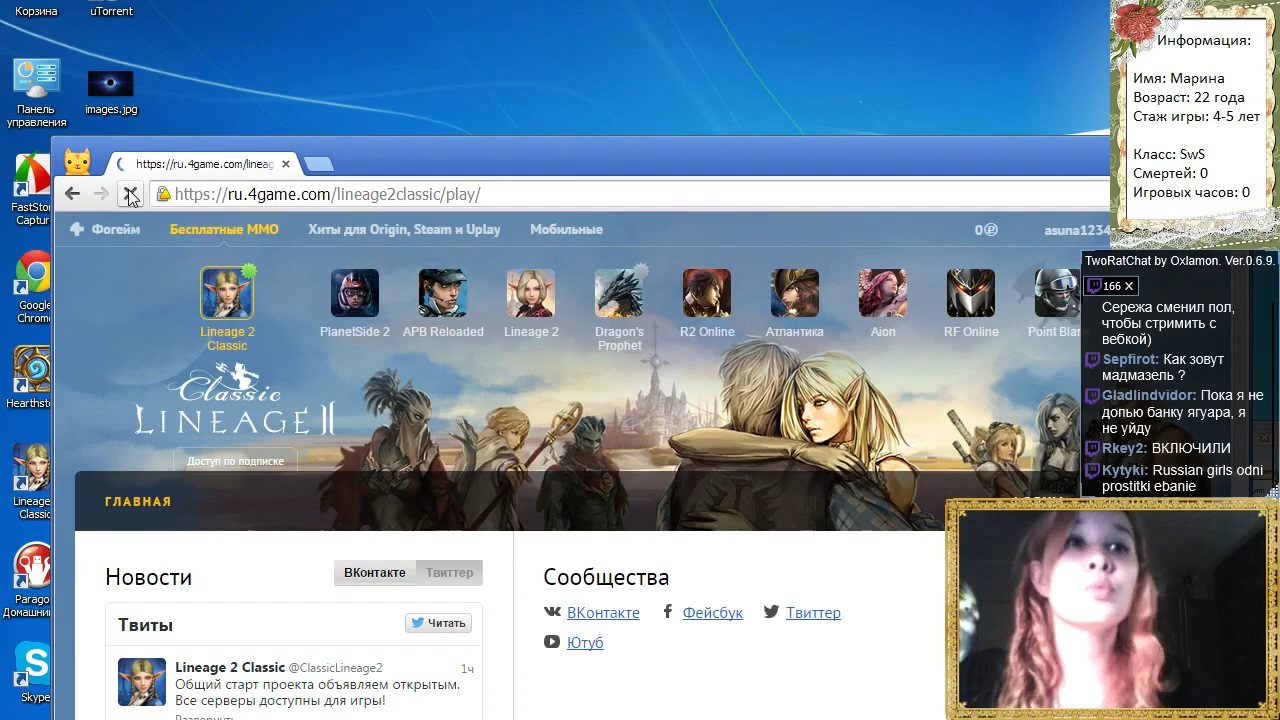 Корзина
uTorrent
Панель
управления
images.jpg
FastSton
Captur
Google
Chrom
Hearthst
Lineage
Classic
Paragon
Домашни
Skype
https://ru.4game.com/lineag
https://ru.4game.com/lineage2classic/play/
Фогейм
Бесплатные ММО
Хиты для Origin, Steam и Uplay
Мобильные
0
asuna1234
Lineage 2
Classic
PlanetSide 2
APB Reloaded
Lineage 2
Dragon's
Prophet
R2 Online
Атлантика
Aion
RF Online
Point Blan
Classic
LINEAGE II
Доступ по подписке
ГЛАВНАЯ
Новости
ВКонтакте
Твиттер
Твиты
Читать
Lineage 2 Classic @ClassicLineage2
1ч
Общий старт проекта объявляем открытым.
Все серверы доступны для игры!
Развернуть
Сообщества
ВКонтакте
Фейсбук
Твиттер
Ютуб
Информация:
Имя: Марина
Возраст: 22 года
Стаж игры: 4-5 лет
Класс: SwS
Смертей: 0
Игровых часов: 0
TwoRatChat by Oxlamon. Ver.0.6.9.
166
Сережа сменил пол,
чтобы стримить с
вебкой)
Sepfirot: Как зовут
мадмазель ?
Gladlindvidor: Пока я не
допью банку ягуара, я
не уйду
Rkey2: ВКЛЮЧИЛИ
Kytyki: Russian girls odni
prostitki ebanie